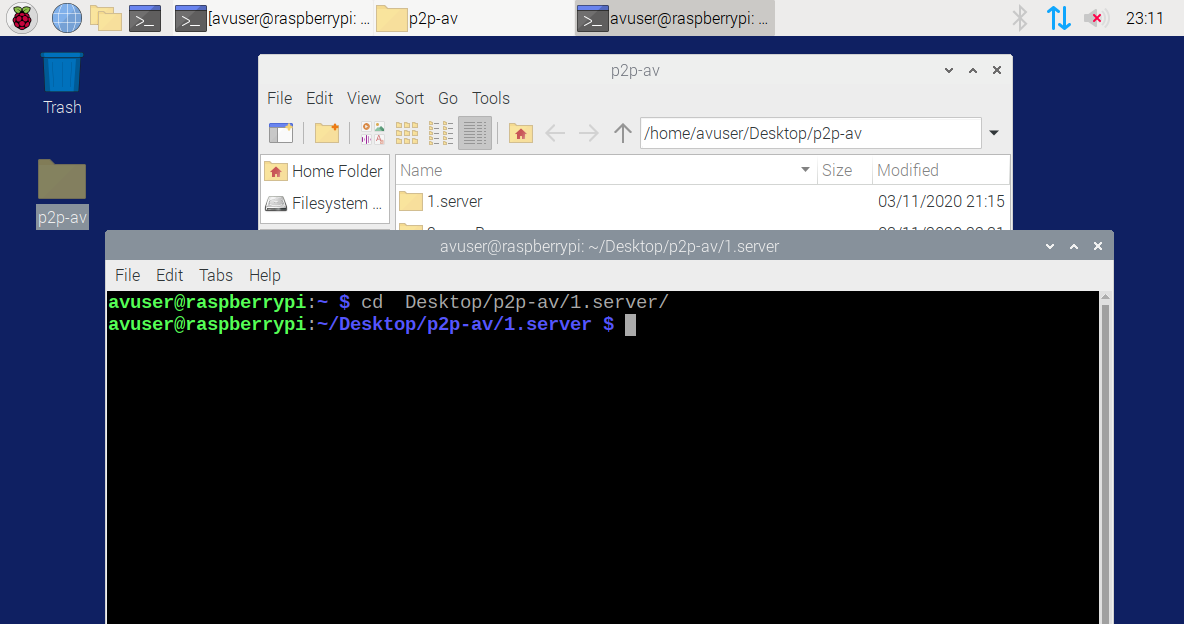 [avuser@raspberrypi: ... p2p-av avuser@raspberrypi: ... 23:11
Trash
p2p-av
p2p-av
File Edit View Sort Go Tools
/home/avuser/Desktop/p2p-av
Home Folder
Filesystem ...
Name Size Modified
1.server 03/11/2020 21:15
avuser@raspberrypi: ~/Desktop/p2p-av/1.server
File Edit Tabs Help
avuser@raspberrypi:~ $ cd  Desktop/p2p-av/1.server/
avuser@raspberrypi:~/Desktop/p2p-av/1.server $